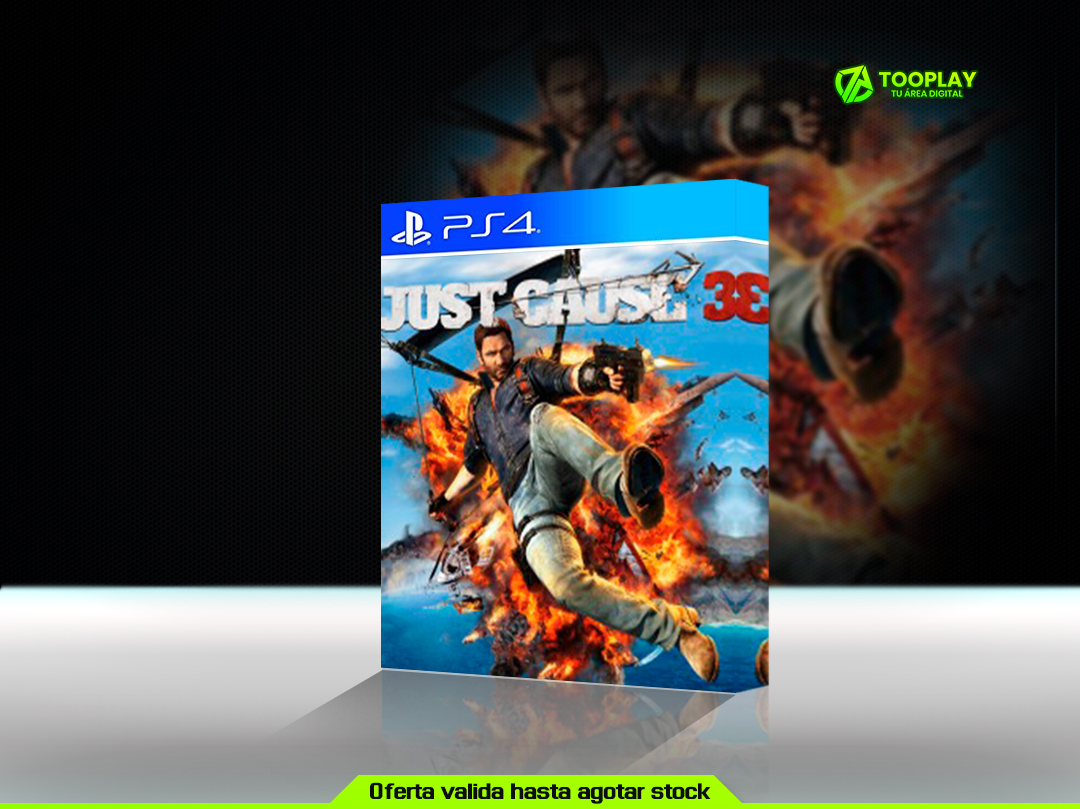 TOOPLAY
TU ÁREA DIGITAL
PS4
JUST CAUSE 3
Oferta valida hasta agotar stock